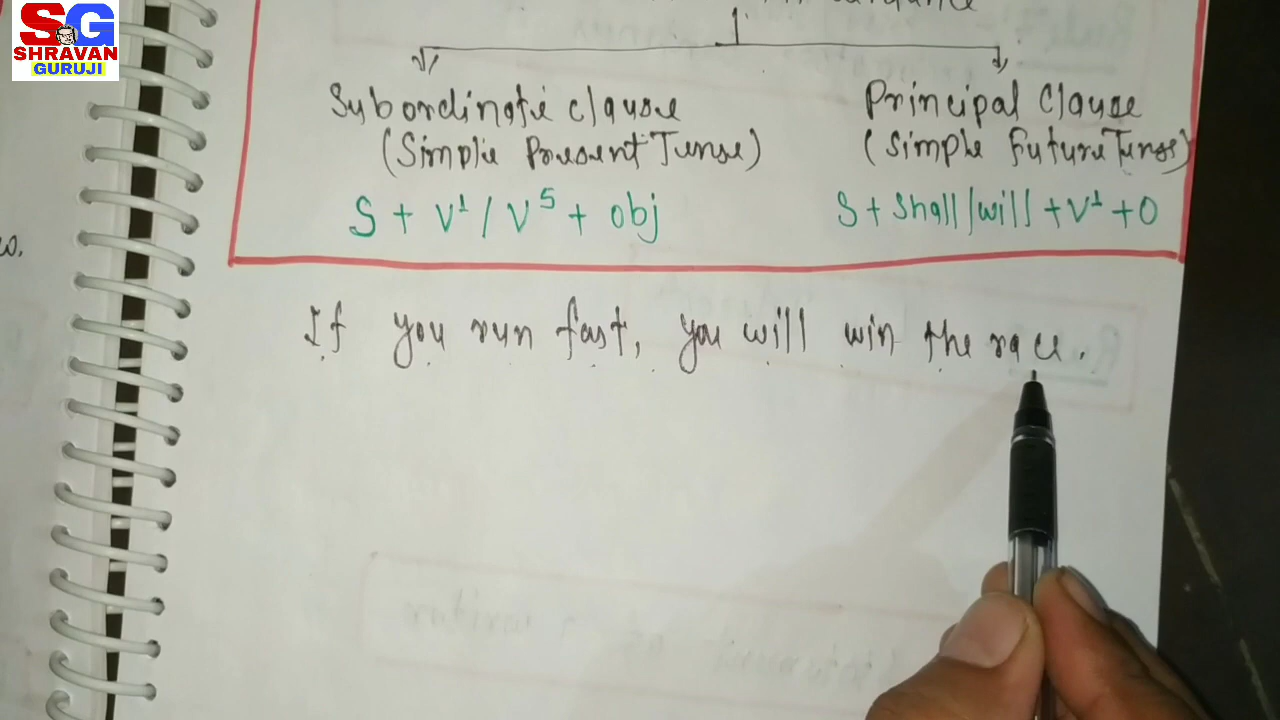 SG
SHRAVAN
GURUJI
Subordinate Clause
Principal Clause
(Simple Present Tense)
(Simple Future Tense)
S + V¹ / V⁵ + obj
S + Shall/will + V¹ + O
If you run fast, you will win the race.